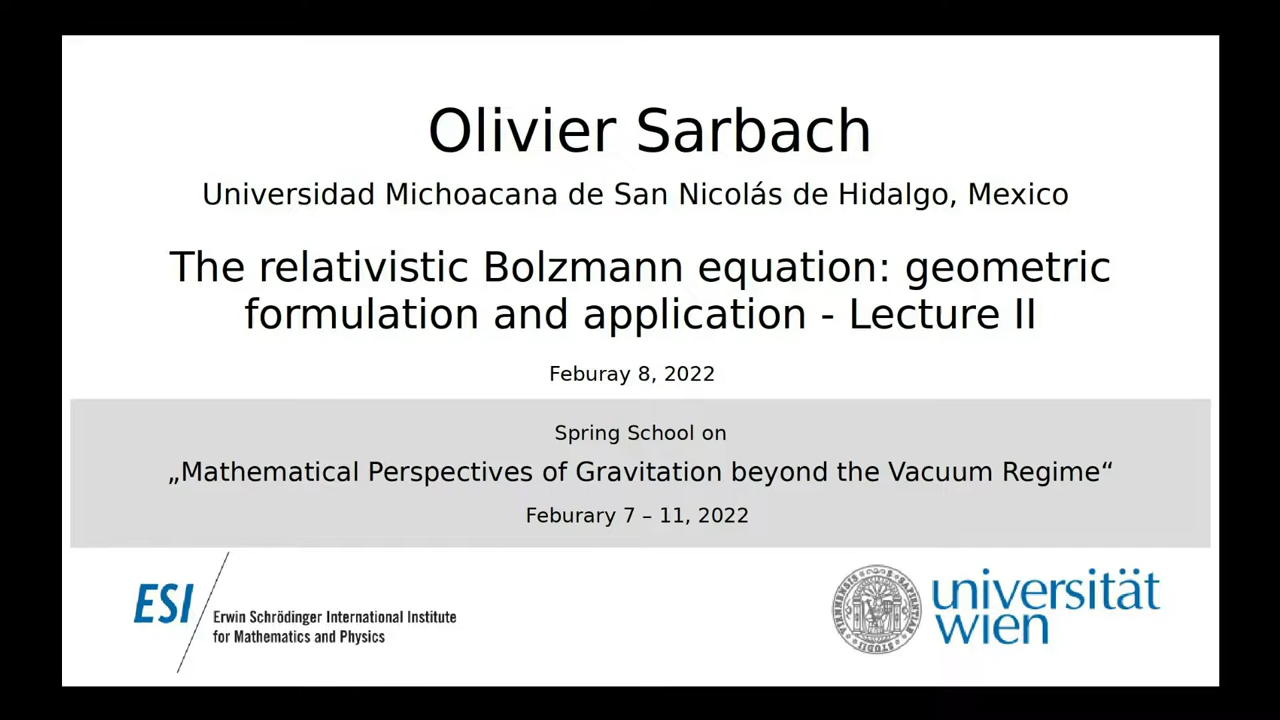 Olivier Sarbach
Universidad Michoacana de San Nicolás de Hidalgo, Mexico
The relativistic Bolzmann equation: geometric
formulation and application - Lecture II
Feburay 8, 2022
Spring School on
„Mathematical Perspectives of Gravitation beyond the Vacuum Regime“
Feburary 7 – 11, 2022
ESI
Erwin Schrödinger International Institute
for Mathematics and Physics
universität
wien